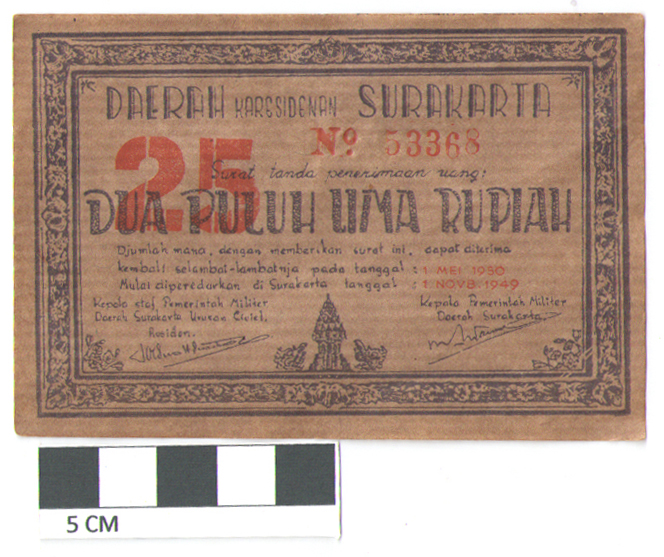 DAERAH KARESIDENAN SURAKARTA
25
No. 53368
Surat tanda penerimaan uang:
DUA PULUH LIMA RUPIAH
Djumlah mana, dengan memberikan surat ini, dapat diterima
kembali selambat-lambatnja pada tanggal : 1 MEI 1950
Mulai diperedarkan di Surakarta tanggal : 1 NOVB. 1949
Kepala staf Pemerintah Militer
Daerah Surakarta Urusan Civiel.
Residen.
Kepala Pemerintah Militer
Daerah Surakarta.
5 CM